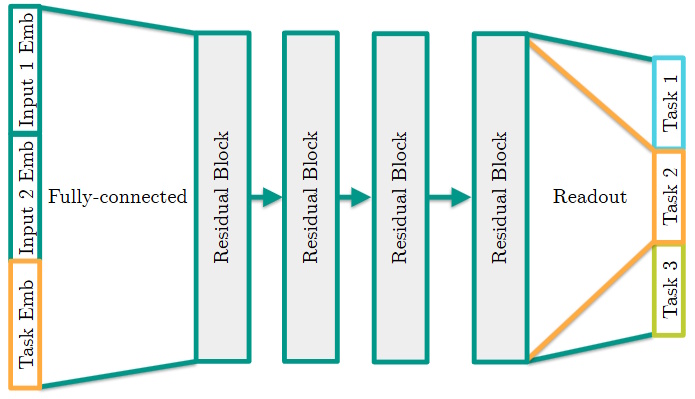 Input 1 Emb
Input 2 Emb
Task Emb
Fully-connected
Residual Block
Residual Block
Residual Block
Residual Block
Readout
Task 1
Task 2
Task 3